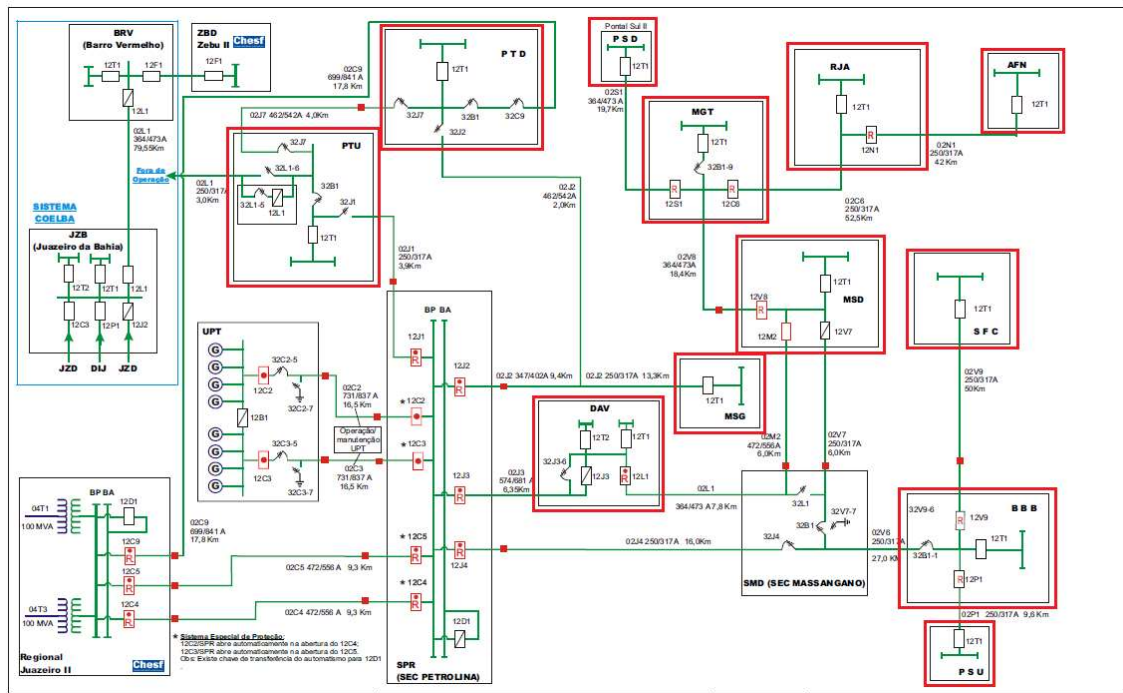 BRV
(Barro Vermelho)
12T1
12F1
12L1
ZBD
Zebu II
Chesf
12F1
02L1
364/473A
79,55Km
Fora de
Operação
SISTEMA
COELBA
JZB
(Juazeiro da Bahia)
12T2
12T1
12L1
12C3
12P1
12J2
JZD
DIJ
JZD
02C9
699/841 A
17,8 Km
PTD
12T1
32J7
32B1
32C9
32J2
02J7 462/542A 4,0Km
PTU
32J7
32L1-6
32L1-5
12L1
32B1
32J1
12T1
02L1
250/317A
3,0Km
02J2
462/542A
2,0Km
02J1
250/317A
3,9Km
Pontal Sul II
PSD
12T1
02S1
364/473A
19,7Km
MGT
12T1
32B1-9
R
R
12S1
12C6
RJA
12T1
R
12N1
AFN
12T1
02N1
250/317A
42 Km
02C6
250/317A
52,5Km
02V8
364/473A
18,4Km
MSD
12T1
12V8
R
12M2
12V7
SFC
12T1
02V9
250/317A
50Km
UPT
G
G
G
G
G
G
G
G
12B1
32C2-5
12C2
32C2-7
32C3-5
12C3
32C3-7
02C2
731/837 A
16,5 Km
Operação/
manutenção
UPT
02C3
731/837 A
16,5 Km
BP BA
12J1
R
12J2
R
* 12C2
* 12C3
12J3
R
* 12C5
R
R
12J4
* 12C4
R
12D1
SPR
(SEC PETROLINA)
02J2 347/402A 9,4Km
02J2 250/317A 13,3Km
12T1
MSG
DAV
12T2
12T1
32J3-6
12J3
R
12L1
02J3
574/681 A
6,35Km
02L1
364/473 A 7,8 Km
02M2
472/556 A
6,0Km
02V7
250/317A
6,0Km
02J4 250/317A 16,0Km
32L1
32V7-7
32B1
32J4
SMD (SEC MASSANGANO)
02V6
250/317A
27,0 KM
32V9-6
R
12V9
BBB
12T1
32B1-1
R
12P1
02P1 250/317A 9,6 Km
12T1
PSU
04T1
100 MVA
BP BA
12D1
12C9
R
12C5
R
12C4
R
04T3
100 MVA
Regional
Juazeiro II
Chesf
02C9
699/841 A
17,8 Km
02C5 472/556 A 9,3 Km
02C4 472/556 A 9,3 Km
* Sistema Especial de Proteção:
12C2/SPR abre automaticamente na abertura do 12C4;
12C3/SPR abre automaticamente na abertura do 12C5.
Obs: Existe chave de transferência do automatismo para 12D1